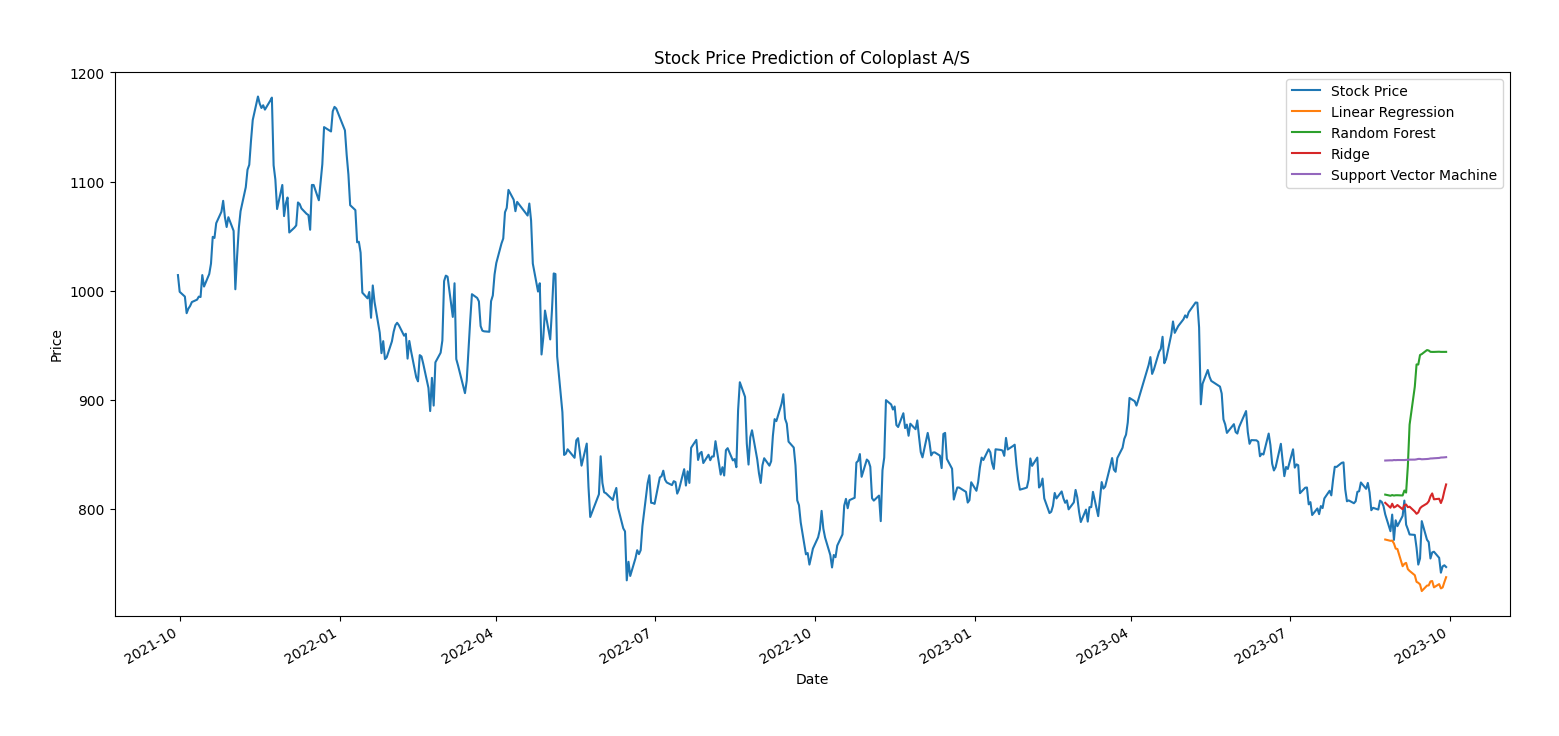 Stock Price Prediction of Coloplast A/S
1200
1100
1000
900
800
Price
Stock Price
Linear Regression
Random Forest
Ridge
Support Vector Machine
2021-10
2022-01
2022-04
2022-07
2022-10
2023-01
2023-04
2023-07
2023-10
Date